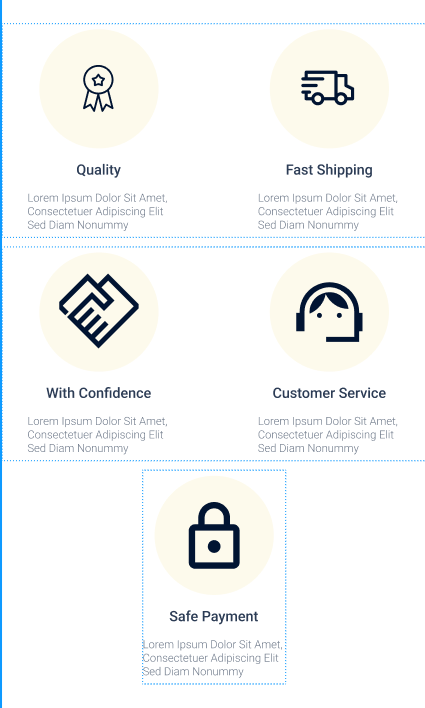 Quality
Lorem Ipsum Dolor Sit Amet,
Consectetuer Adipiscing Elit
Sed Diam Nonummy
Fast Shipping
Lorem Ipsum Dolor Sit Amet,
Consectetuer Adipiscing Elit
Sed Diam Nonummy
With Confidence
Lorem Ipsum Dolor Sit Amet,
Consectetuer Adipiscing Elit
Sed Diam Nonummy
Customer Service
Lorem Ipsum Dolor Sit Amet,
Consectetuer Adipiscing Elit
Sed Diam Nonummy
Safe Payment
Lorem Ipsum Dolor Sit Amet,
Consectetuer Adipiscing Elit
Sed Diam Nonummy